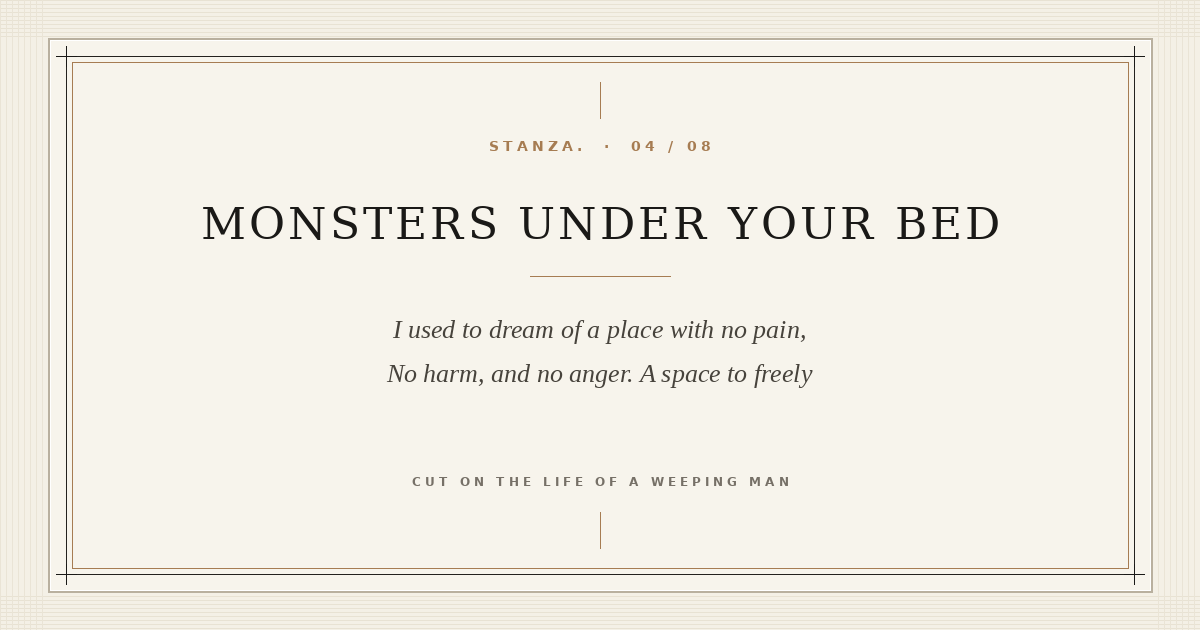 STANZA. · 04 / 08
MONSTERS UNDER YOUR BED
I used to dream of a place with no pain,
No harm, and no anger. A space to freely
CUT ON THE LIFE OF A WEEPING MAN